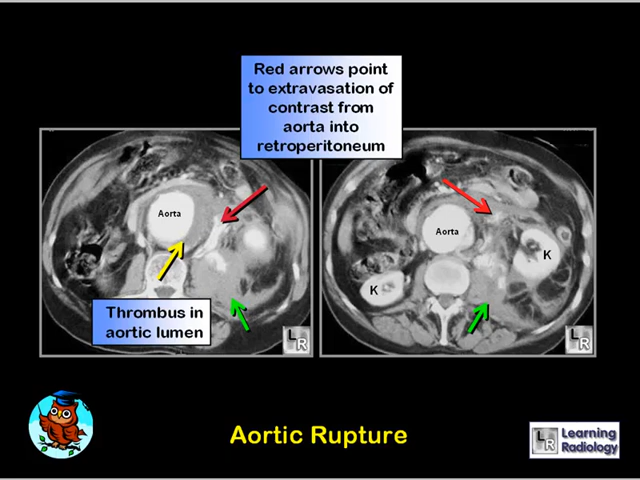 Red arrows point
to extravasation of
contrast from
aorta into
retroperitoneum
Aorta
Aorta
K
K
Thrombus in
aortic lumen
L
R
L
R
Aortic Rupture
L
R
Learning
Radiology